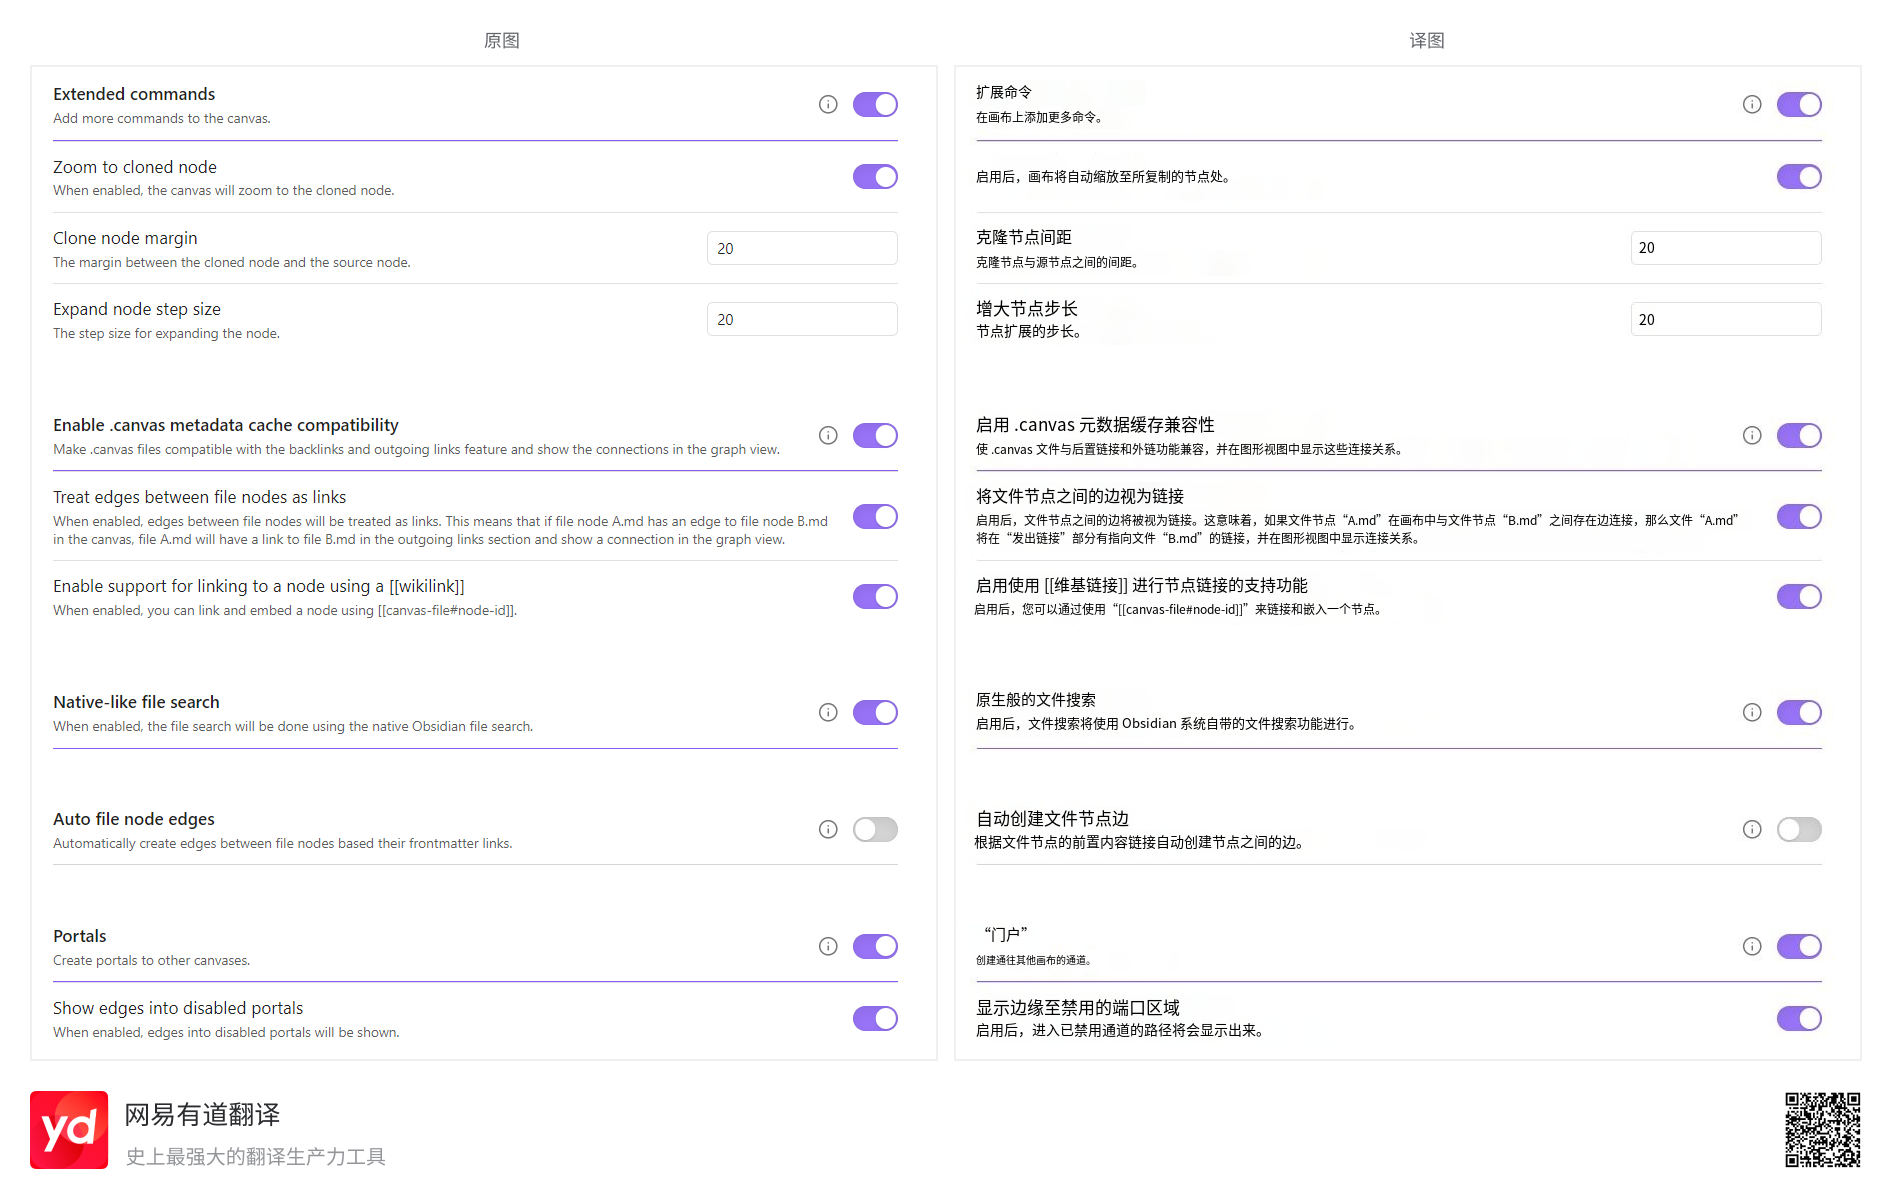 原图
Extended commands
Add more commands to the canvas.
Zoom to cloned node
When enabled, the canvas will zoom to the cloned node.
Clone node margin
The margin between the cloned node and the source node.
20
Expand node step size
The step size for expanding the node.
20
Enable .canvas metadata cache compatibility
Make .canvas files compatible with the backlinks and outgoing links feature and show the connections in the graph view.
Treat edges between file nodes as links
When enabled, edges between file nodes will be treated as links. This means that if file node A.md has an edge to file node B.md
in the canvas, file A.md will have a link to file B.md in the outgoing links section and show a connection in the graph view.
Enable support for linking to a node using a [[wikilink]]
When enabled, you can link and embed a node using [[canvas-file#node-id]].
Native-like file search
When enabled, the file search will be done using the native Obsidian file search.
Auto file node edges
Automatically create edges between file nodes based their frontmatter links.
Portals
Create portals to other canvases.
Show edges into disabled portals
When enabled, edges into disabled portals will be shown.
译图
扩展命令
在画布上添加更多命令。
启用后，画布将自动缩放至所复制的节点处。
克隆节点间距
克隆节点与源节点之间的间距。
20
增大节点步长
节点扩展的步长。
20
启用 .canvas 元数据缓存兼容性
使 .canvas 文件与后置链接和外链功能兼容，并在图形视图中显示这些连接关系。
将文件节点之间的边视为链接
启用后，文件节点之间的边将被视为链接。这意味着，如果文件节点“A.md”在画布中与文件节点“B.md”之间存在边连接，那么文件“A.md”
将在“发出链接”部分有指向文件“B.md”的链接，并在图形视图中显示连接关系。
启用使用 [[维基链接]] 进行节点链接的支持功能
启用后，您可以通过使用“[[canvas-file#node-id]]”来链接和嵌入一个节点。
原生般的文件搜索
启用后，文件搜索将使用 Obsidian 系统自带的文件搜索功能进行。
自动创建文件节点边
根据文件节点的前置内容链接自动创建节点之间的边。
“门户”
创建通往其他画布的通道。
显示边缘至禁用的端口区域
启用后，进入已禁用通道的路径将会显示出来。
yd
网易有道翻译
史上最强大的翻译生产力工具